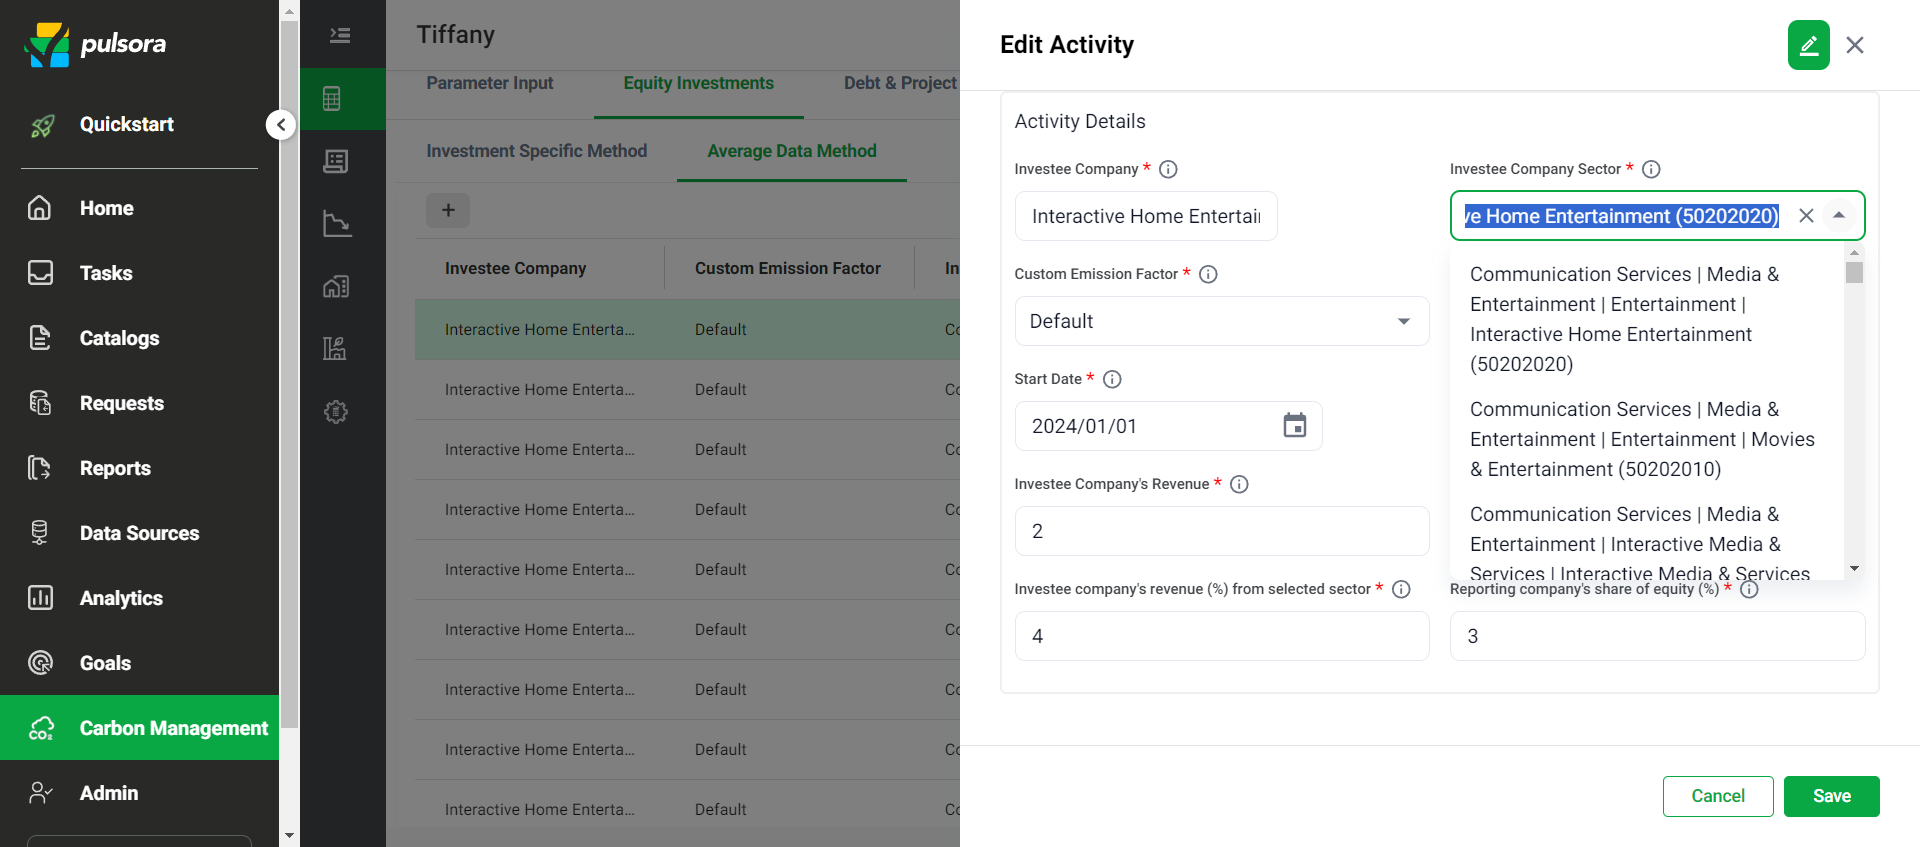 pulsora
Quickstart
Home
Tasks
Catalogs
Requests
Reports
Data Sources
Analytics
Goals
CO₂
Carbon Management
Admin
Tiffany
Parameter Input
Equity Investments
Debt & Project
Investment Specific Method
Average Data Method
+
Investee Company
Custom Emission Factor
In
Interactive Home Enterta...
Default
Co
Interactive Home Enterta...
Default
Co
Interactive Home Enterta...
Default
Co
Interactive Home Enterta...
Default
Co
Interactive Home Enterta...
Default
Co
Interactive Home Enterta...
Default
Co
Interactive Home Enterta...
Default
Co
Interactive Home Enterta...
Default
Co
Interactive Home Enterta...
Default
Co
Edit Activity
Activity Details
Investee Company *
Interactive Home Entertai
Investee Company Sector *
ve Home Entertainment (50202020)
Custom Emission Factor *
Default
Communication Services | Media &
Entertainment | Entertainment |
Interactive Home Entertainment
(50202020)
Communication Services | Media &
Entertainment | Entertainment | Movies
& Entertainment (50202010)
Communication Services | Media &
Entertainment | Interactive Media &
Services | Interactive Media & Services
Start Date *
2024/01/01
Investee Company's Revenue *
2
Investee company's revenue (%) from selected sector *
4
Reporting company's share of equity (%) *
3
Cancel
Save